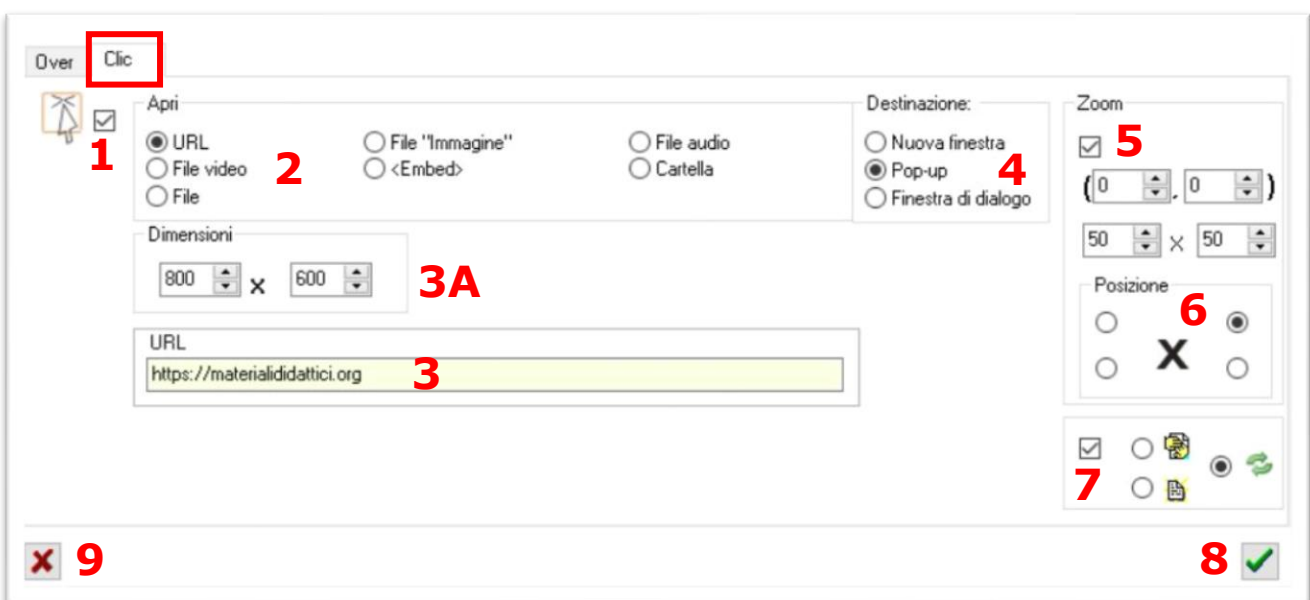 Over Clic
Apri Destinazione: Zoom
1
URL File "Immagine" File audio Nuova finestra 5
File video 2 <Embed> Cartella Pop-up 4
File Finestra di dialogo (0 , 0 )
Dimensioni 50 x 50
800 x 600 3A
Posizione 6
URL X
https://materialididattici.org 3
7
9 8